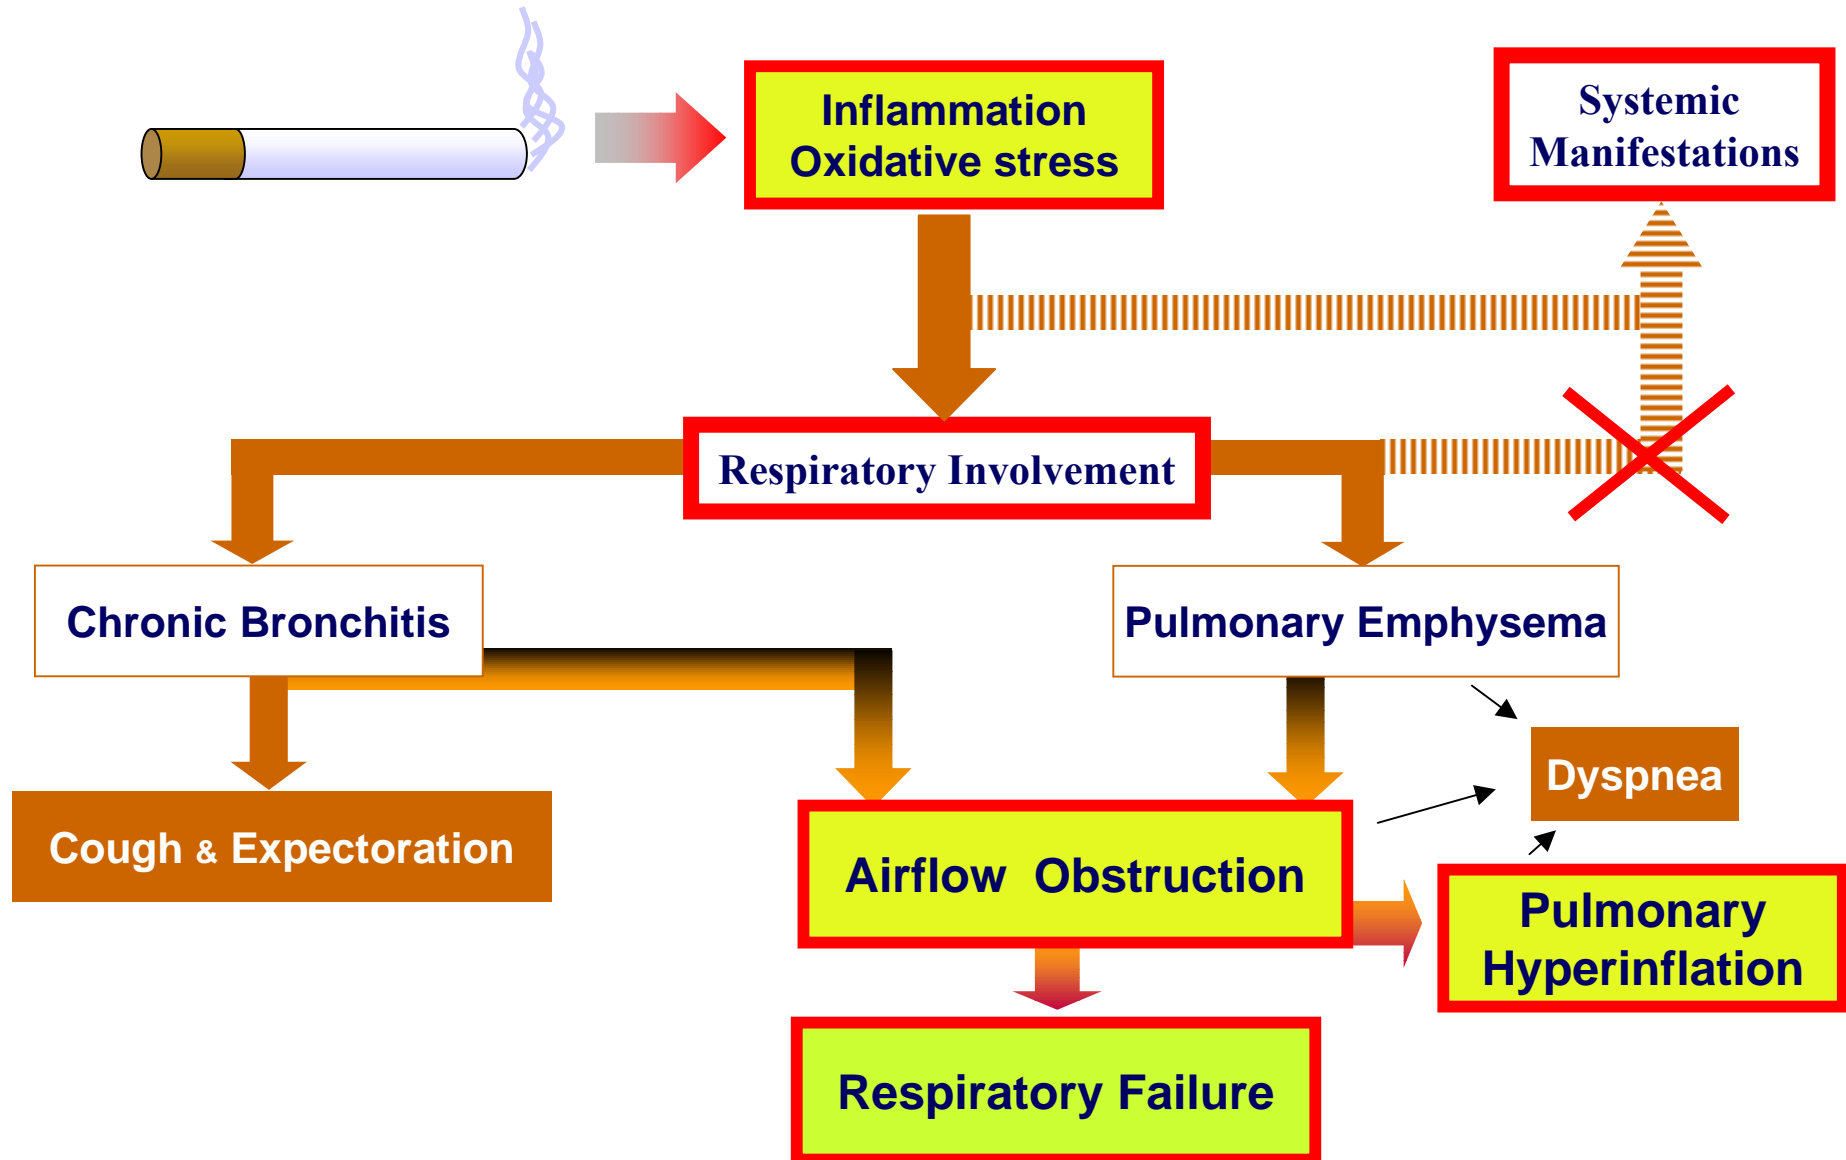 Inflammation
Oxidative stress
Systemic
Manifestations
Respiratory Involvement
Chronic Bronchitis
Pulmonary Emphysema
Dyspnea
Cough & Expectoration
Airflow Obstruction
Pulmonary
Hyperinflation
Respiratory Failure